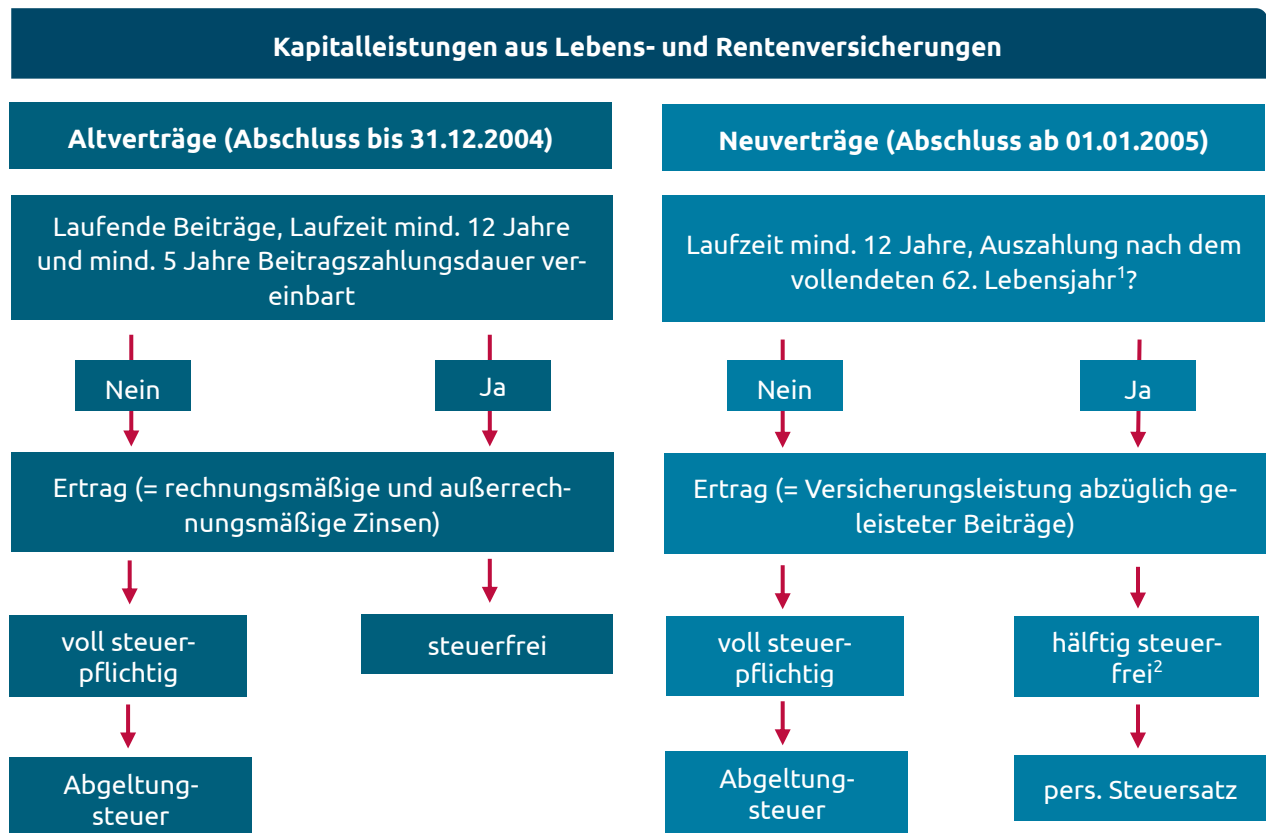 Kapitalleistungen aus Lebens- und Rentenversicherungen
Altverträge (Abschluss bis 31.12.2004)
Laufende Beiträge, Laufzeit mind. 12 Jahre
und mind. 5 Jahre Beitragszahlungsdauer ver-
einbart
Nein
Ja
Ertrag (= rechnungsmäßige und außerrech-
nungsmäßige Zinsen)
voll steuer-
pflichtig
steuerfrei
Abgeltung-
steuer
Neuverträge (Abschluss ab 01.01.2005)
Laufzeit mind. 12 Jahre, Auszahlung nach dem
vollendeten 62. Lebensjahr¹?
Nein
Ja
Ertrag (= Versicherungsleistung abzüglich ge-
leisteter Beiträge)
voll steuer-
pflichtig
hälftig steuer-
frei²
Abgeltung-
steuer
pers. Steuersatz